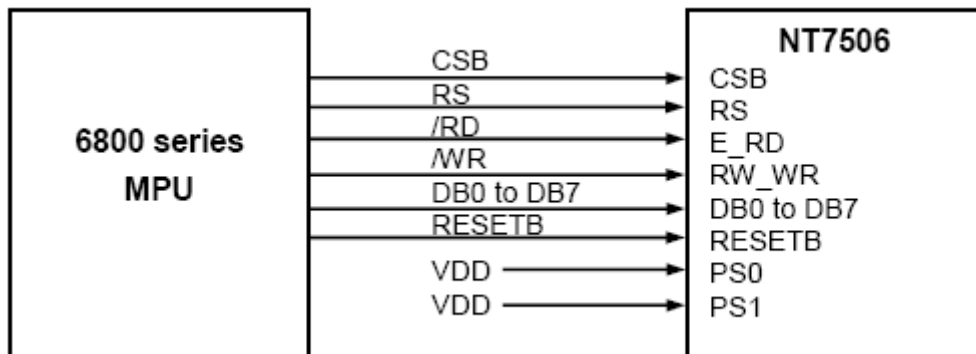 6800 series
MPU
CSB
RS
/RD
/WR
DB0 to DB7
RESETB
VDD
VDD
NT7506
CSB
RS
E_RD
RW_WR
DB0 to DB7
RESETB
PS0
PS1